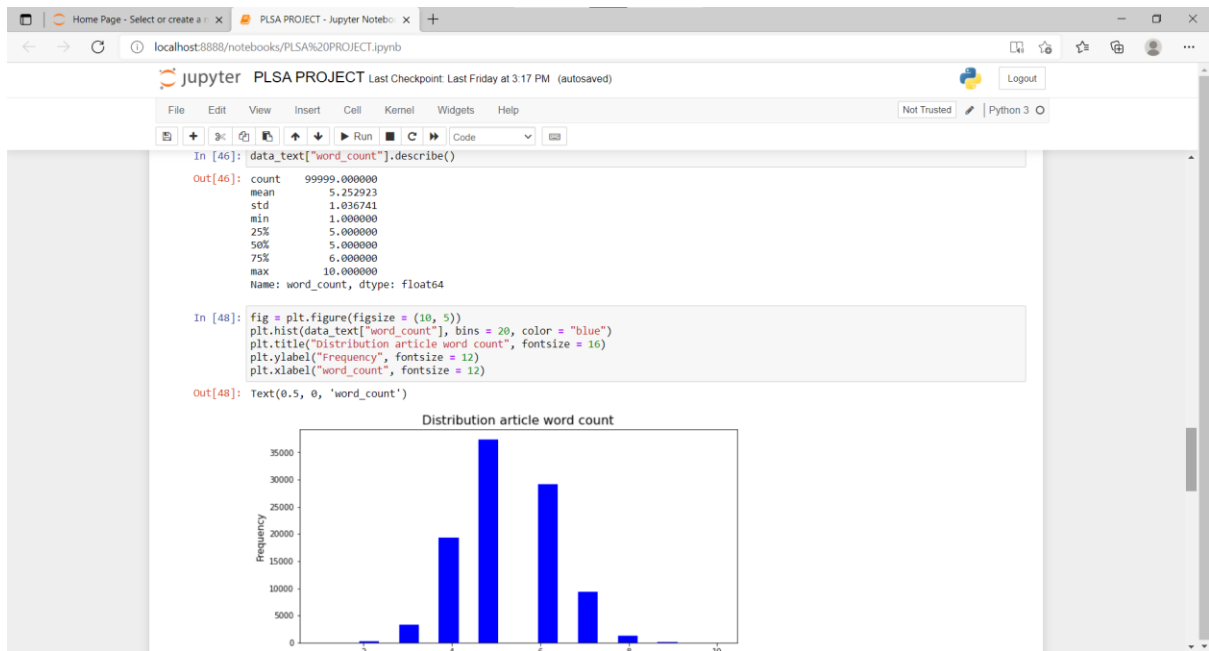 Home Page - Select or create a n
PLSA PROJECT - Jupyter Notebo
localhost:8888/notebooks/PLSA%20PROJECT.ipynb
jupyter PLSA PROJECT Last Checkpoint: Last Friday at 3:17 PM (autosaved)
Logout
File Edit View Insert Cell Kernel Widgets Help
Not Trusted
Python 3
Run
Code
In [46]: data_text["word_count"].describe()
Out[46]: count 99999.000000
mean 5.252923
std 1.036741
min 1.000000
25% 5.000000
50% 5.000000
75% 6.000000
max 10.000000
Name: word_count, dtype: float64
In [48]: fig = plt.figure(figsize = (10, 5))
plt.hist(data_text["word_count"], bins = 20, color = "blue")
plt.title("Distribution article word count", fontsize = 16)
plt.ylabel("Frequency", fontsize = 12)
plt.xlabel("word_count", fontsize = 12)
Out[48]: Text(0.5, 0, 'word_count')
Distribution article word count
35000
30000
25000
20000
15000
10000
5000
0
Frequency
2 4 6 8 10